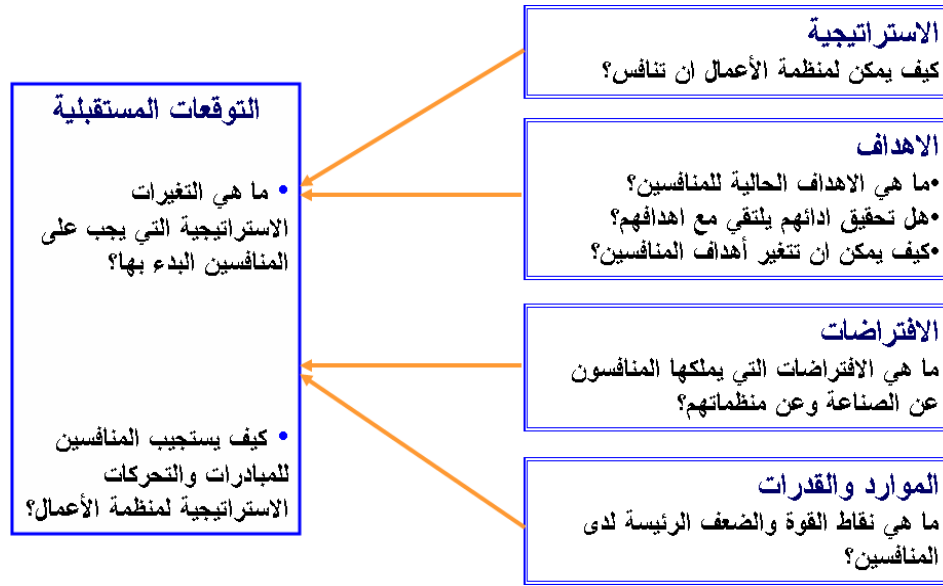 الاستراتيجية
كيف يمكن لمنظمة الأعمال ان تنافس؟
الاهداف
•ما هي الاهداف الحالية للمنافسين؟
•هل تحقيق ادائهم يلتقي مع اهدافهم؟
•كيف يمكن ان تتغير أهداف المنافسين؟
الافتراضات
ما هي الافتراضات التي يملكها المنافسون
عن الصناعة وعن منظماتهم؟
الموارد والقدرات
ما هي نقاط القوة والضعف الرئيسة لدى
المنافسين؟
التوقعات المستقبلية
• ما هي التغيرات
الاستراتيجية التي يجب على
المنافسين البدء بها؟
• كيف يستجيب المنافسين
للمبادرات والتحركات
الاستراتيجية لمنظمة الأعمال؟